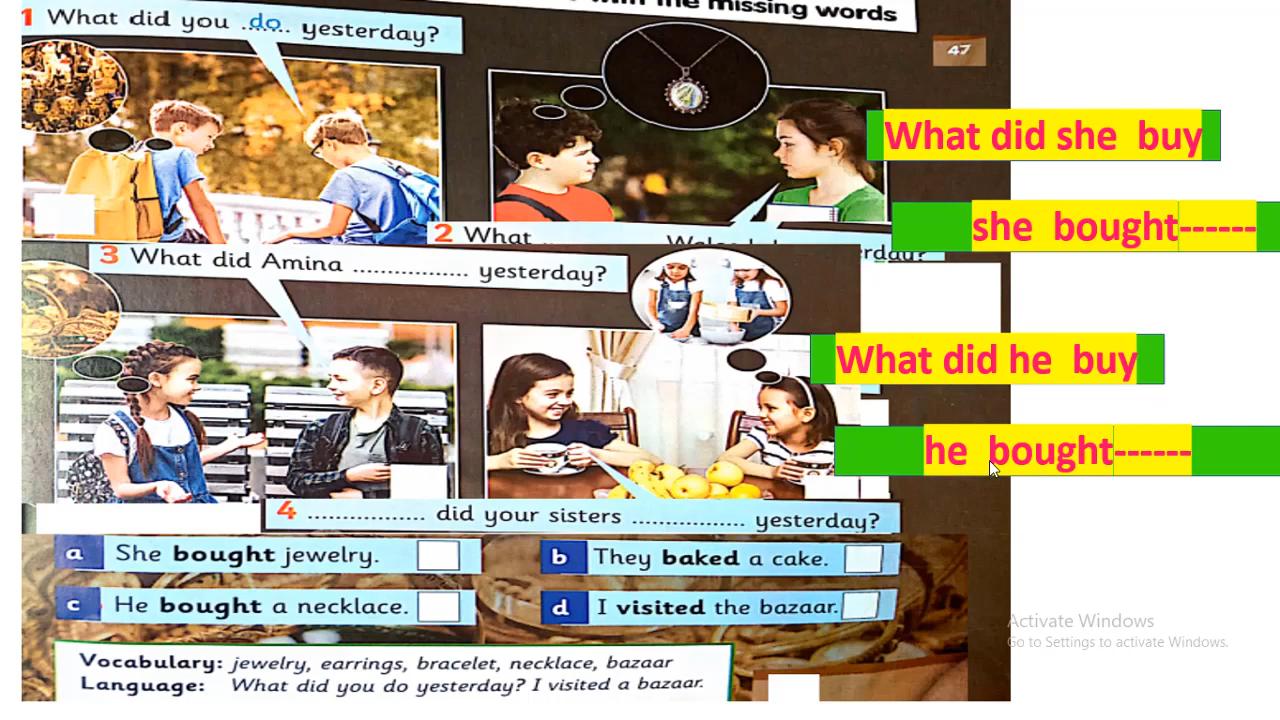 with the missing words
1 What did you ..do.. yesterday?
47
What did she buy
she bought------
2 What
rday?
3 What did Amina .................. yesterday?
What did he buy
he bought------
4 .................. did your sisters .................. yesterday?
a She bought jewelry.
b They baked a cake.
c He bought a necklace.
d I visited the bazaar.
Activate Windows
Go to Settings to activate Windows.
Vocabulary: jewelry, earrings, bracelet, necklace, bazaar
Language: What did you do yesterday? I visited a bazaar.